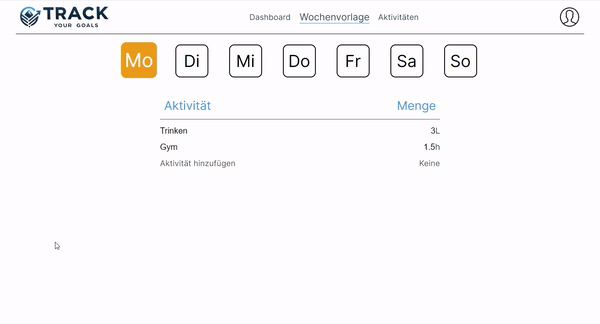 TRACK
YOUR GOALS
Dashboard Wochenvorlage Aktivitäten
Mo Di Mi Do Fr Sa So
Aktivität Menge
Trinken 3L
Gym 1.5h
Aktivität hinzufügen Keine